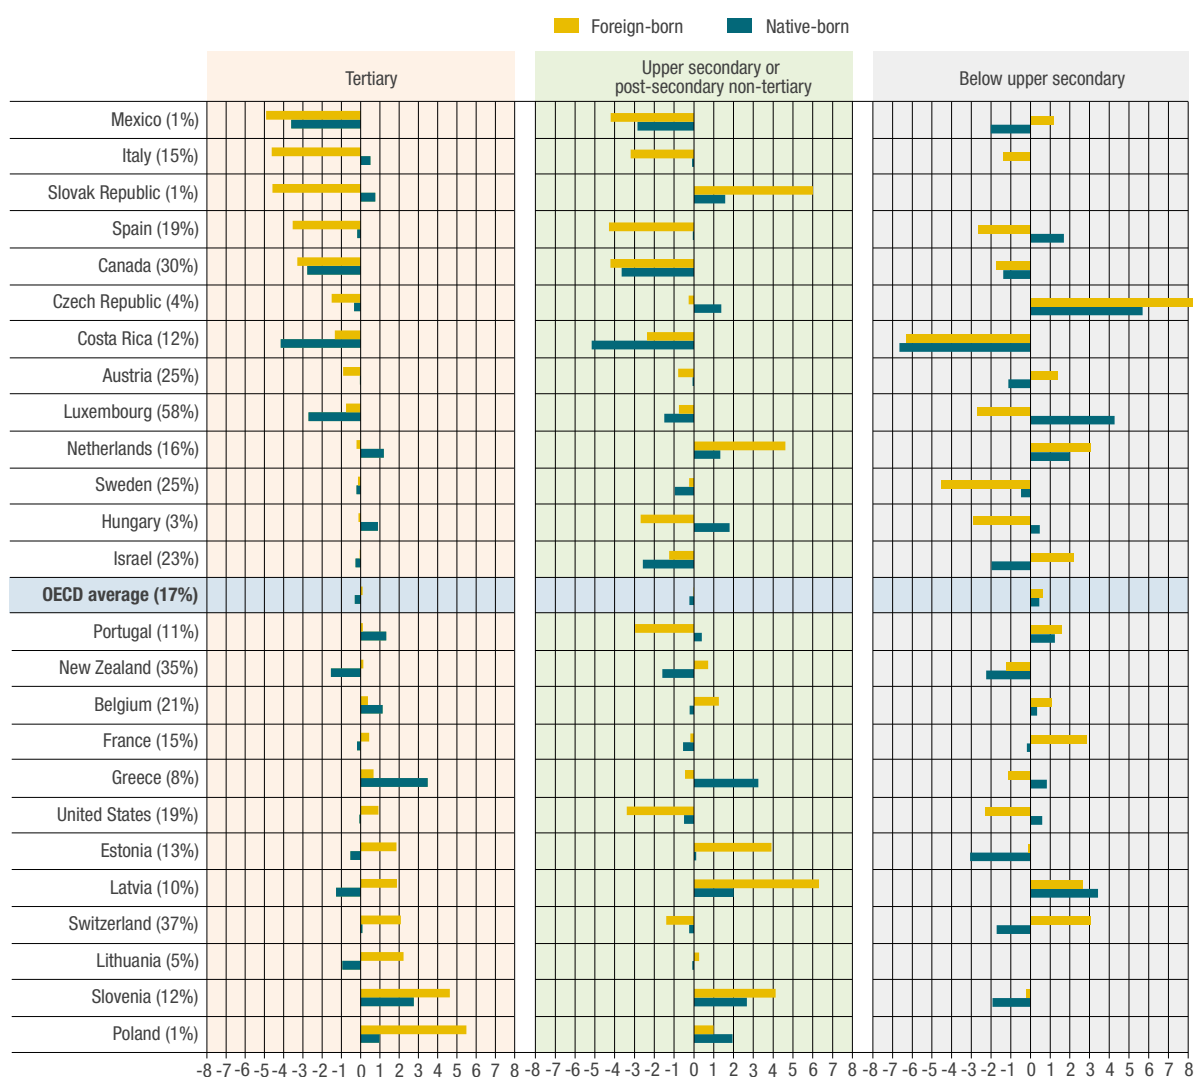 Foreign-born Native-born
Tertiary
Upper secondary or
post-secondary non-tertiary
Below upper secondary
Mexico (1%)
Italy (15%)
Slovak Republic (1%)
Spain (19%)
Canada (30%)
Czech Republic (4%)
Costa Rica (12%)
Austria (25%)
Luxembourg (58%)
Netherlands (16%)
Sweden (25%)
Hungary (3%)
Israel (23%)
OECD average (17%)
Portugal (11%)
New Zealand (35%)
Belgium (21%)
France (15%)
Greece (8%)
United States (19%)
Estonia (13%)
Latvia (10%)
Switzerland (37%)
Lithuania (5%)
Slovenia (12%)
Poland (1%)
-8 -7 -6 -5 -4 -3 -2 -1 0 1 2 3 4 5 6 7 8 -8 -7 -6 -5 -4 -3 -2 -1 0 1 2 3 4 5 6 7 8 -8 -7 -6 -5 -4 -3 -2 -1 0 1 2 3 4 5 6 7 8